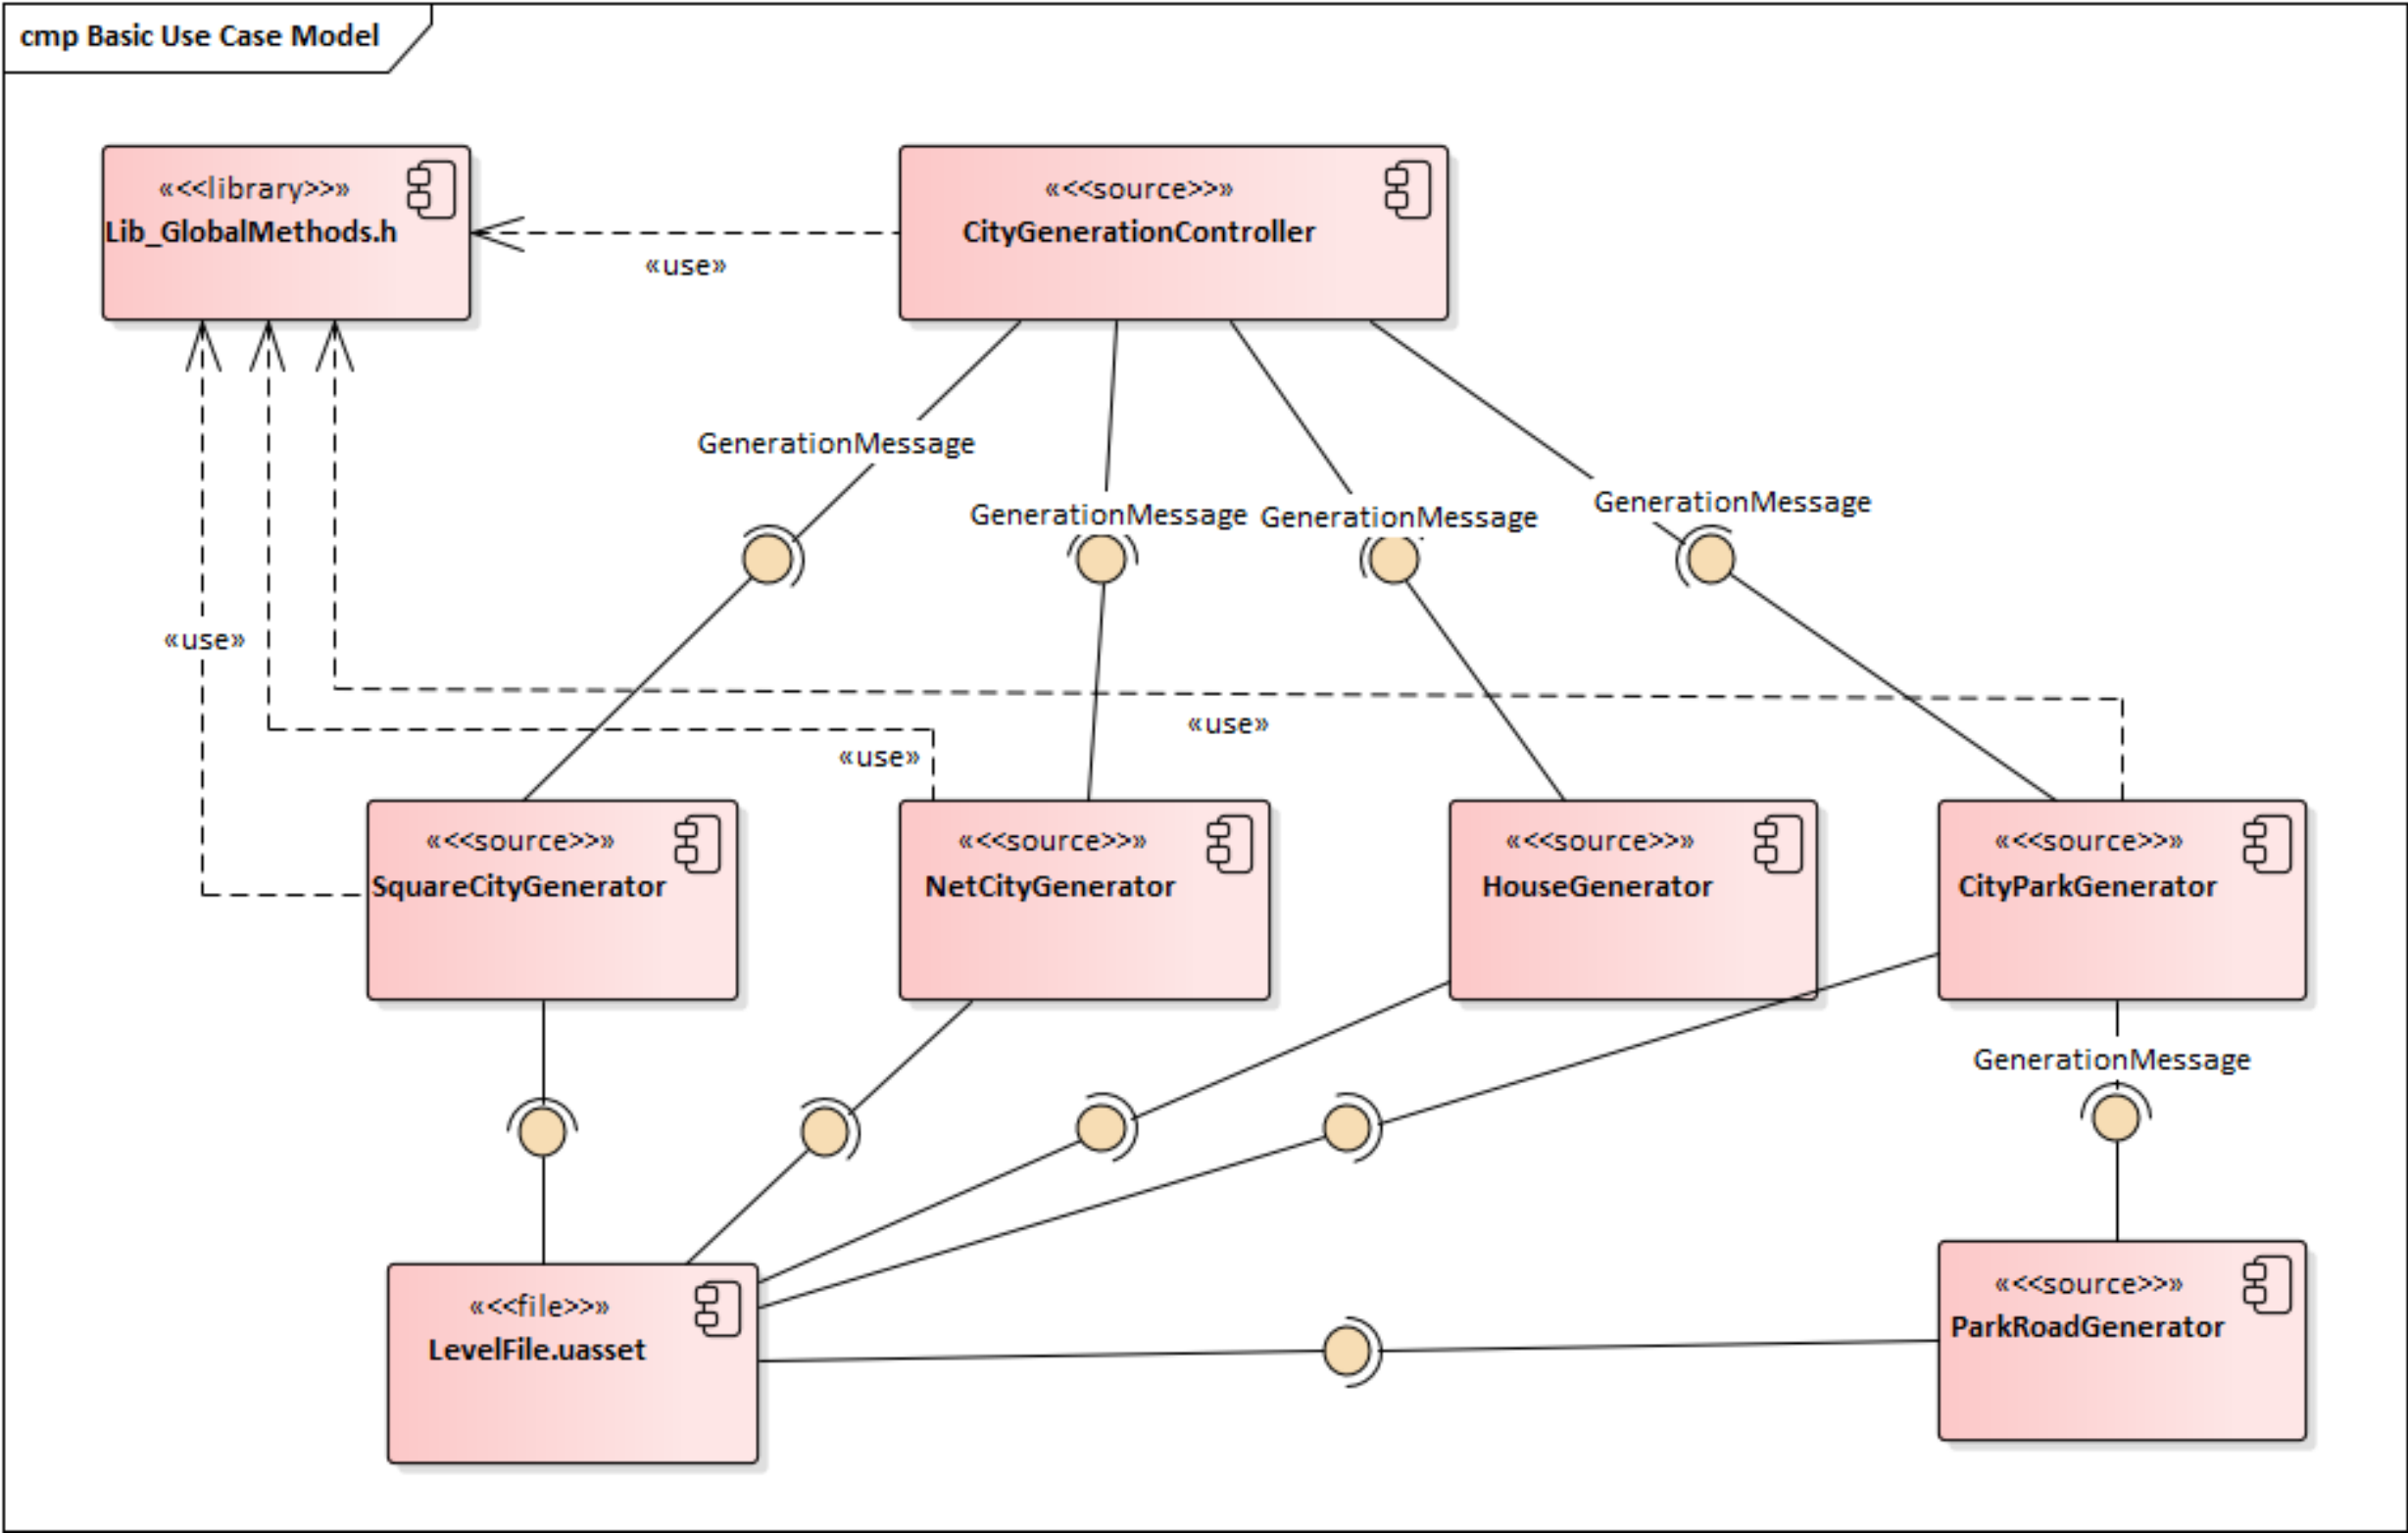 cmp Basic Use Case Model
«<<library>>»
Lib_GlobalMethods.h
«<<source>>»
CityGenerationController
«use»
GenerationMessage
GenerationMessage
GenerationMessage
GenerationMessage
«use»
«use»
«use»
«<<source>>»
SquareCityGenerator
«<<source>>»
NetCityGenerator
«<<source>>»
HouseGenerator
«<<source>>»
CityParkGenerator
GenerationMessage
«<<file>>»
LevelFile.uasset
«<<source>>»
ParkRoadGenerator